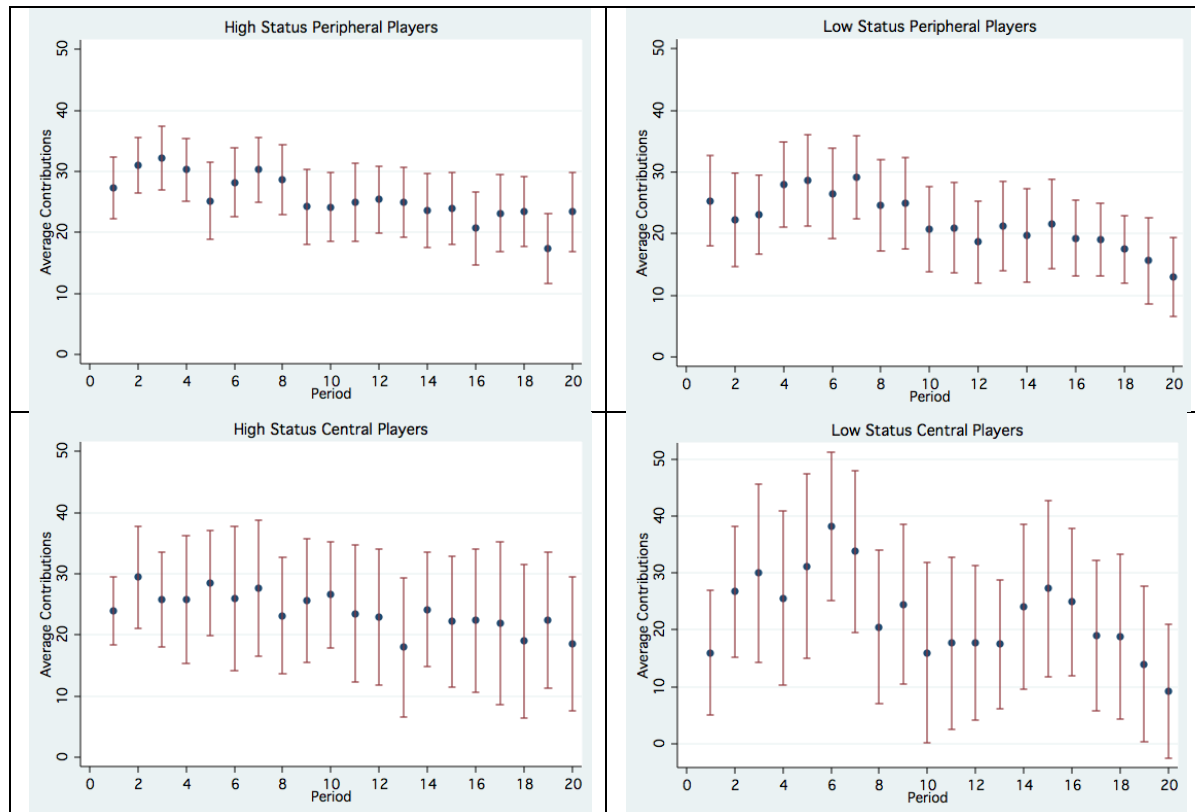 High Status Peripheral Players
Average Contributions
50
40
30
20
10
0
0 2 4 6 8 10 12 14 16 18 20
Period
Low Status Peripheral Players
Average Contributions
50
40
30
20
10
0
0 2 4 6 8 10 12 14 16 18 20
Period
High Status Central Players
Average Contributions
50
40
30
20
10
0
0 2 4 6 8 10 12 14 16 18 20
Period
Low Status Central Players
Average Contributions
50
40
30
20
10
0
0 2 4 6 8 10 12 14 16 18 20
Period